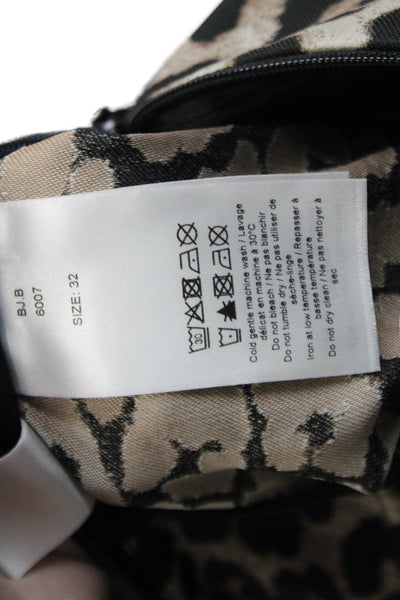 BJ.B
6007
SIZE: 32
30
Cold gentle machine wash / Lavage
délicat en machine à 30°C
Do not bleach / Ne pas blanchir
Do not tumble dry / Ne pas utiliser de
séche-linge
Iron at low temperature / Repasser à
basse température
Do not dry clean / Ne pas nettoyer à
sec